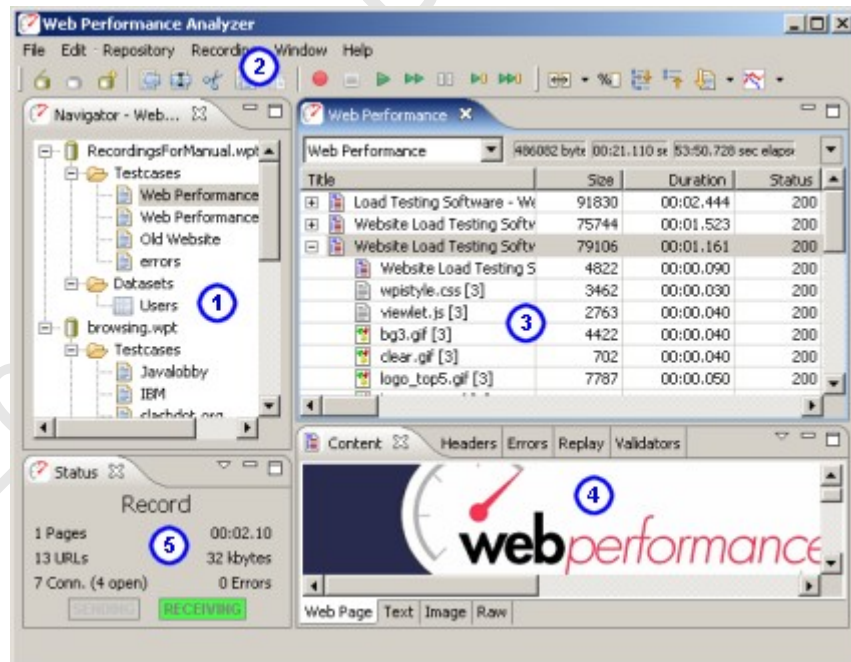 Web Performance Analyzer
File Edit Repository Recording Window Help
2
Navigator - Web...
RecordingsForManual.wpt
Testcases
Web Performance
Web Performance
Old Website
errors
Datasets
Users
1
browsing.wpt
Testcases
Javalobby
IBM
slashdot.org
Web Performance
Web Performance 486082 byte 00:21.110 se 53:50.728 sec elapse
Title Size Duration Status
Load Testing Software - We 91830 00:02.444 200
Website Load Testing Softw 75744 00:01.523 200
Website Load Testing Softw 79106 00:01.161 200
Website Load Testing S 4822 00:00.090 200
wpistyle.css [3] 3462 00:00.030 200
viewlet.js [3] 2763 00:00.040 200
3
bg3.gif [3] 4422 00:00.040 200
clear.gif [3] 702 00:00.040 200
logo_top5.gif [3] 7787 00:00.050 200
Status
Record
1 Pages 00:02.10
13 URLs 32 kbytes
5
7 Conn. (4 open) 0 Errors
SENDING RECEIVING
Content Headers Errors Replay Validators
4
webperformance
Web Page Text Image Raw